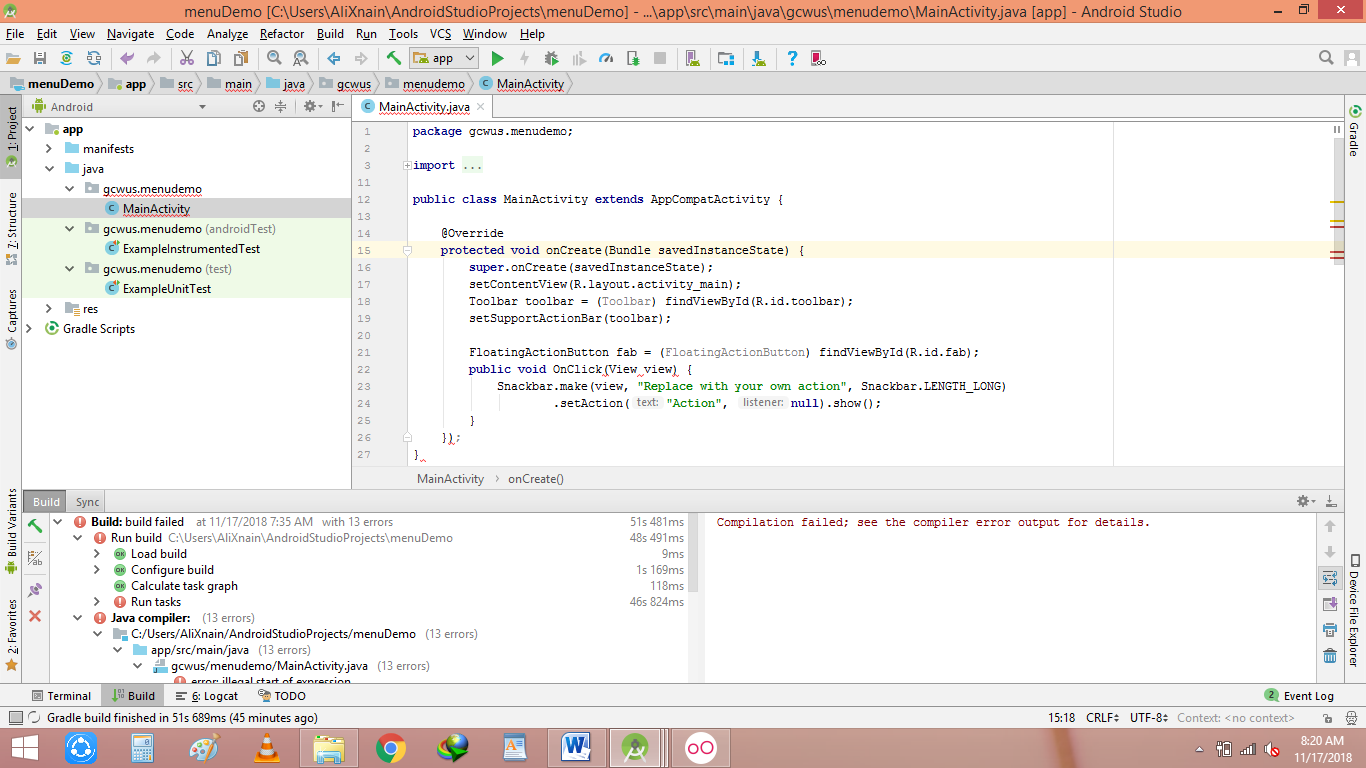 menuDemo [C:\Users\AliXnain\AndroidStudioProjects\menuDemo] - ...\app\src\main\java\gcwus\menudemo\MainActivity.java [app] - Android Studio
File Edit View Navigate Code Analyze Refactor Build Run Tools VCS Window Help
app
menuDemo app src main java gcwus menudemo MainActivity
1: Project
7: Structure
Captures
Build Variants
2: Favorites
Android
app
manifests
java
gcwus.menudemo
MainActivity
gcwus.menudemo (androidTest)
ExampleInstrumentedTest
gcwus.menudemo (test)
ExampleUnitTest
res
Gradle Scripts
MainActivity.java
1 package gcwus.menudemo;
2
3 import ...
11
12 public class MainActivity extends AppCompatActivity {
13
14 @Override
15 protected void onCreate(Bundle savedInstanceState) {
16 super.onCreate(savedInstanceState);
17 setContentView(R.layout.activity_main);
18 Toolbar toolbar = (Toolbar) findViewById(R.id.toolbar);
19 setSupportActionBar(toolbar);
20
21 FloatingActionButton fab = (FloatingActionButton) findViewById(R.id.fab);
22 public void OnClick(View view) {
23 Snackbar.make(view, "Replace with your own action", Snackbar.LENGTH_LONG)
24 .setAction( text: "Action", listener: null).show();
25 }
26 });
27 }
MainActivity onCreate()
Gradle
Device File Explorer
Build Sync
Build: build failed at 11/17/2018 7:35 AM with 13 errors 51s 481ms
Run build C:\Users\AliXnain\AndroidStudioProjects\menuDemo 48s 491ms
Load build 9ms
Configure build 1s 169ms
Calculate task graph 118ms
Run tasks 46s 824ms
Java compiler: (13 errors)
C:/Users/AliXnain/AndroidStudioProjects/menuDemo (13 errors)
app/src/main/java (13 errors)
gcwus/menudemo/MainActivity.java (13 errors)
error: illegal start of expression
Compilation failed; see the compiler error output for details.
Terminal Build 6: Logcat TODO 2 Event Log
Gradle build finished in 51s 689ms (45 minutes ago) 15:18 CRLF UTF-8 Context: <no context>
8:20 AM
11/17/2018